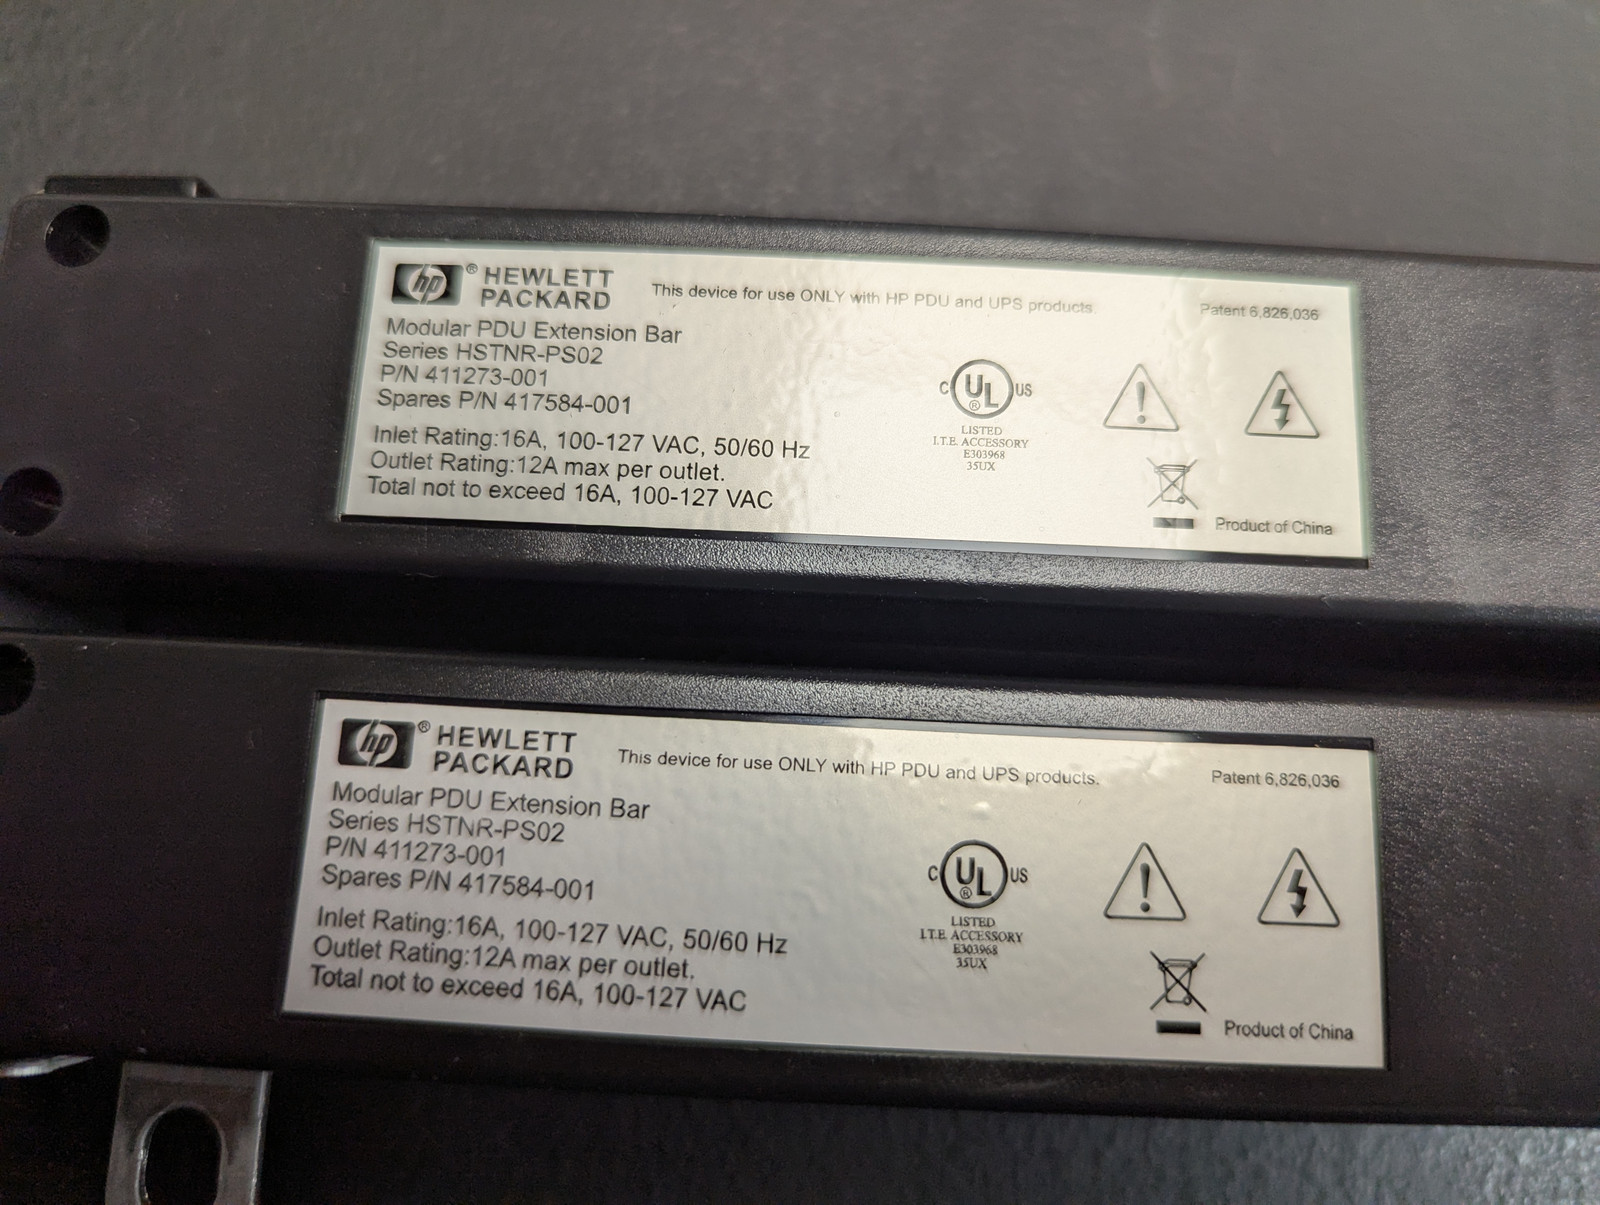 hp ® HEWLETT
PACKARD
This device for use ONLY with HP PDU and UPS products.
Patent 6,826,036
Modular PDU Extension Bar
Series HSTNR-PS02
P/N 411273-001
Spares P/N 417584-001
Inlet Rating:16A, 100-127 VAC, 50/60 Hz
Outlet Rating:12A max per outlet.
Total not to exceed 16A, 100-127 VAC
C UL ® US
LISTED
I.T.E. ACCESSORY
E303968
35UX
Product of China
hp ® HEWLETT
PACKARD
This device for use ONLY with HP PDU and UPS products.
Patent 6,826,036
Modular PDU Extension Bar
Series HSTNR-PS02
P/N 411273-001
Spares P/N 417584-001
Inlet Rating:16A, 100-127 VAC, 50/60 Hz
Outlet Rating:12A max per outlet.
Total not to exceed 16A, 100-127 VAC
C UL ® US
LISTED
I.T.E. ACCESSORY
E303968
35UX
Product of China